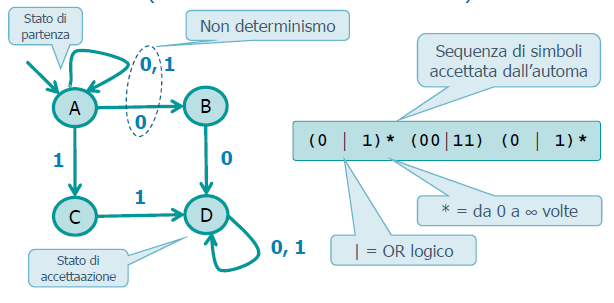 Stato di
partenza
Non determinismo
0, 1
A
B
0
Sequenza di simboli
accettata dall'automa
(0 | 1)* (00|11) (0 | 1)*
1
0
1
C
D
* = da 0 a ∞ volte
| = OR logico
0, 1
Stato di
accettaazione